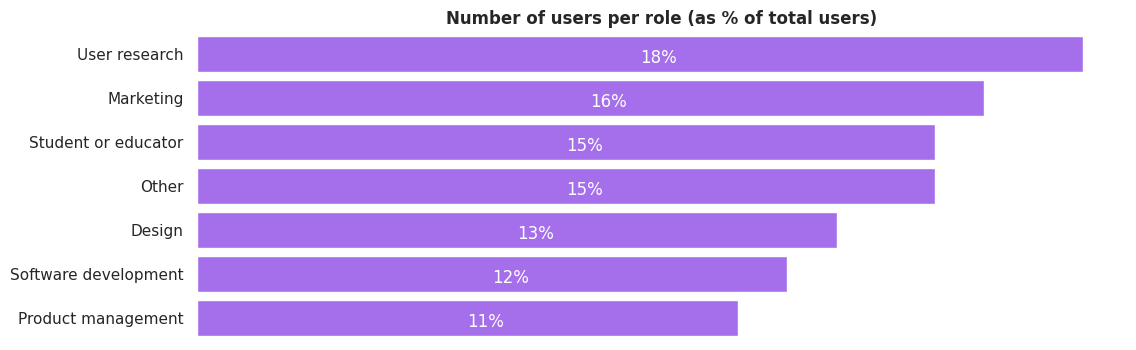 Number of users per role (as % of total users)
User research 18%
Marketing 16%
Student or educator 15%
Other 15%
Design 13%
Software development 12%
Product management 11%